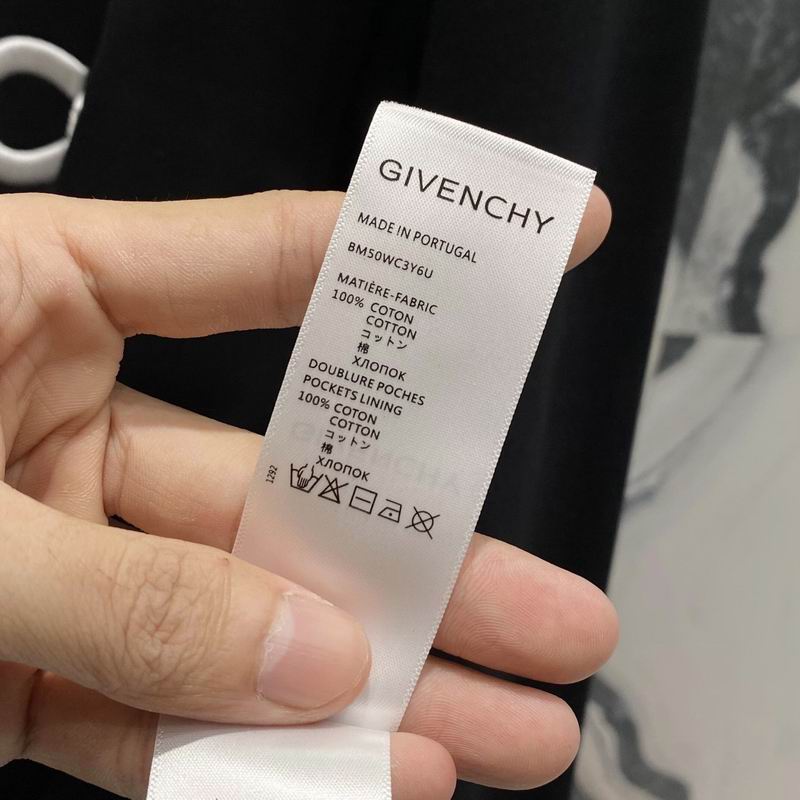 GIVENCHY
MADE IN PORTUGAL
BM50WC3Y6U
MATIÈRE-FABRIC
100% COTON
COTTON
コットン
棉
ХЛОПОК
DOUBLURE POCHES
POCKETS LINING
100% COTON
COTTON
コットン
棉
ХЛОПОК
1292